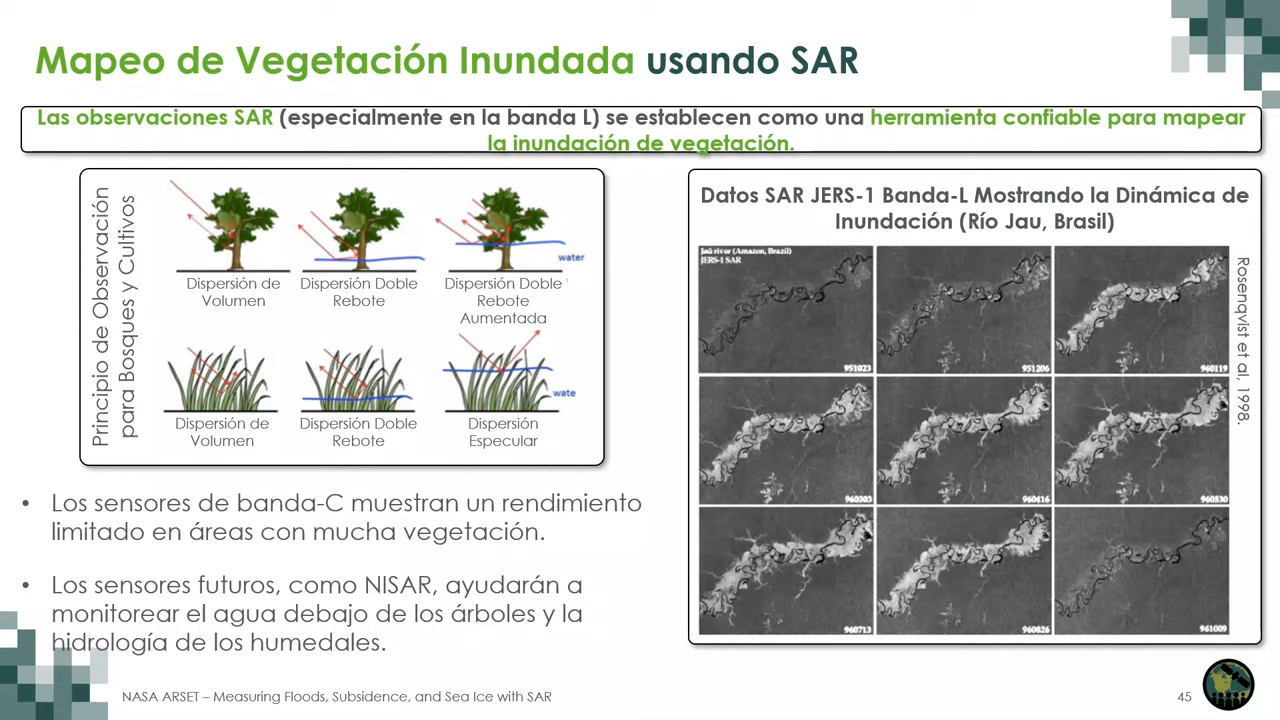 Mapeo de Vegetación Inundada usando SAR
Las observaciones SAR (especialmente en la banda L) se establecen como una herramienta confiable para mapear
la inundación de vegetación.
Principio de Observación
para Bosques y Cultivos
water
Dispersión de
Volumen
Dispersión Doble
Rebote
Dispersión Doble
Rebote
Aumentada
wate
Dispersión de
Volumen
Dispersión Doble
Rebote
Dispersión
Especular
Datos SAR JERS-1 Banda-L Mostrando la Dinámica de
Inundación (Río Jau, Brasil)
Jaú river (Amazon, Brazil)
JERS-1 SAR
951023
951206
960119
960303
960416
960530
960713
960826
961009
Rosenqvist et al, 1998.
• Los sensores de banda-C muestran un rendimiento
limitado en áreas con mucha vegetación.
• Los sensores futuros, como NISAR, ayudarán a
monitorear el agua debajo de los árboles y la
hidrología de los humedales.
NASA ARSET – Measuring Floods, Subsidence, and Sea Ice with SAR
45